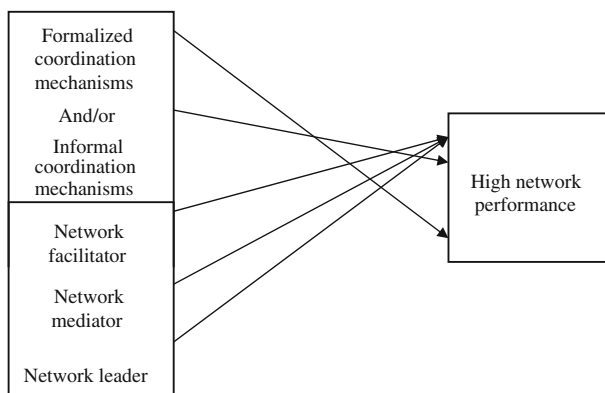 Formalized
coordination
mechanisms
And/or
Informal
coordination
mechanisms
Network
facilitator
Network
mediator
Network leader
High network
performance